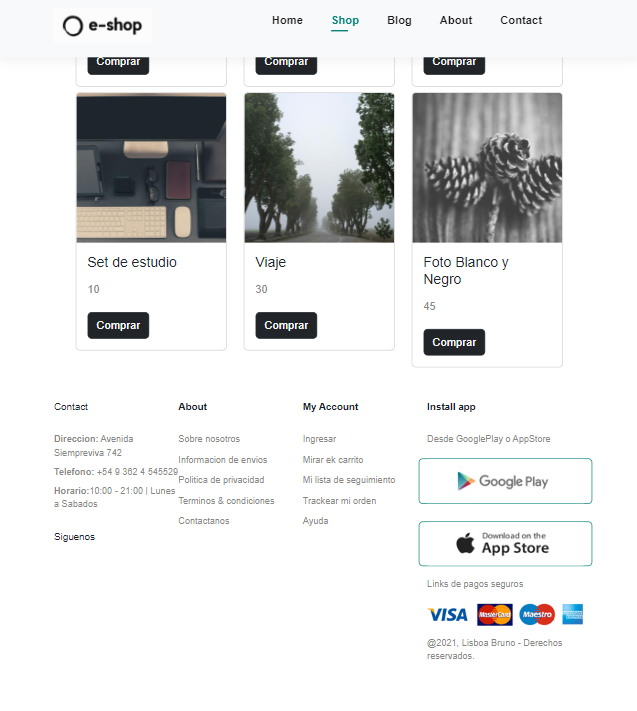 e-shop
Home Shop Blog About Contact
Comprar Comprar Comprar
Set de estudio
10
Comprar
Viaje
30
Comprar
Foto Blanco y
Negro
45
Comprar
Contact
Direccion: Avenida
Siempreviva 742
Telefono: +54 9 362 4 545529
Horario:10:00 - 21:00 | Lunes
a Sabados
Siguenos
About
Sobre nosotros
Informacion de envios
Politica de privacidad
Terminos & condiciones
Contactanos
My Account
Ingresar
Mirar ek carrito
Mi lista de seguimiento
Trackear mi orden
Ayuda
Install app
Desde GooglePlay o AppStore
Google Play
Download on the
App Store
Links de pagos seguros
VISA MasterCard Maestro
@2021, Lisboa Bruno - Derechos
reservados.